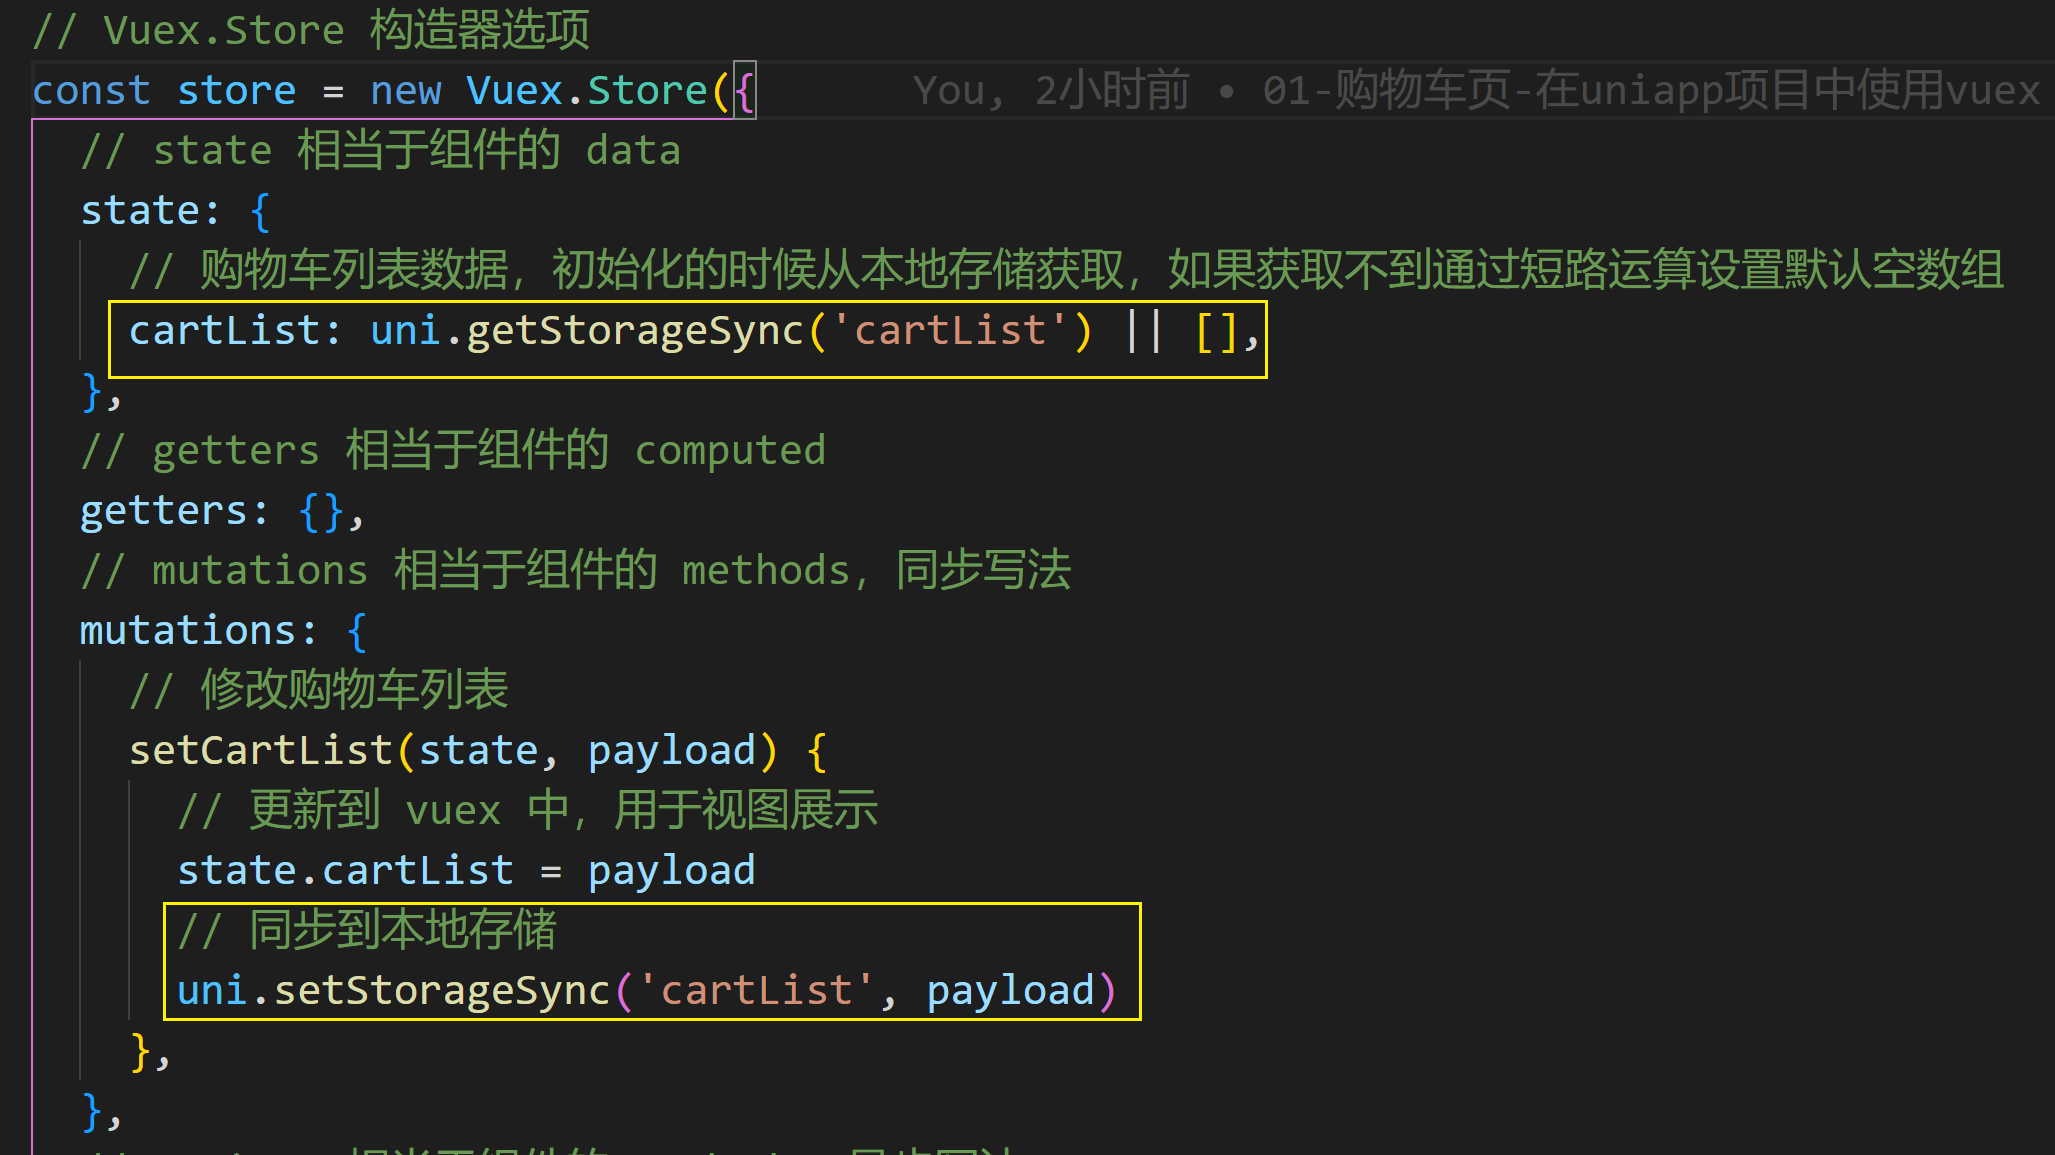 // Vuex.Store 构造器选项
const store = new Vuex.Store({ You, 2小时前 • 01-购物车页-在uniapp项目中使用vuex
// state 相当于组件的 data
state: {
// 购物车列表数据，初始化的时候从本地存储获取，如果获取不到通过短路运算设置默认空数组
cartList: uni.getStorageSync('cartList') || [],
},
// getters 相当于组件的 computed
getters: {},
// mutations 相当于组件的 methods，同步写法
mutations: {
// 修改购物车列表
setCartList(state, payload) {
// 更新到 vuex 中，用于视图展示
state.cartList = payload
// 同步到本地存储
uni.setStorageSync('cartList', payload)
},
},